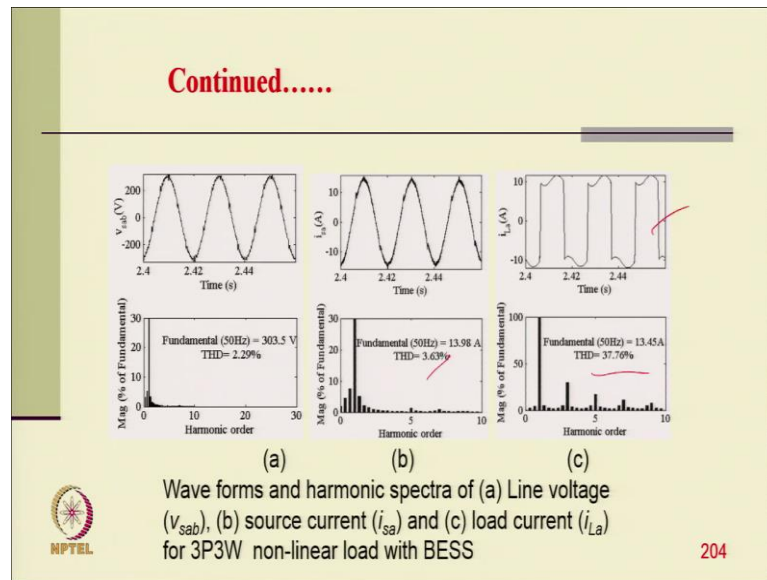 Continued......
v_sab(V)
200
0
-200
2.4 2.42 2.44
Time (s)
i_sa(A)
10
0
-10
2.4 2.42 2.44
Time (s)
i_La(A)
10
0
-10
2.4 2.42 2.44
Time (s)
Mag (% of Fundamental)
30
20
10
0
Fundamental (50Hz) = 303.5 V
THD= 2.29%
0 10 20 30
Harmonic order
Mag (% of Fundamental)
30
20
10
0
Fundamental (50Hz) = 13.98 A
THD= 3.63%
0 5 10
Harmonic order
Mag (% of Fundamental)
100
50
0
Fundamental (50Hz) = 13.45A
THD= 37.76%
0 5 10
Harmonic order
(a) (b) (c)
Wave forms and harmonic spectra of (a) Line voltage
(v_sab), (b) source current (i_sa) and (c) load current (i_La)
for 3P3W non-linear load with BESS
NPTEL
204